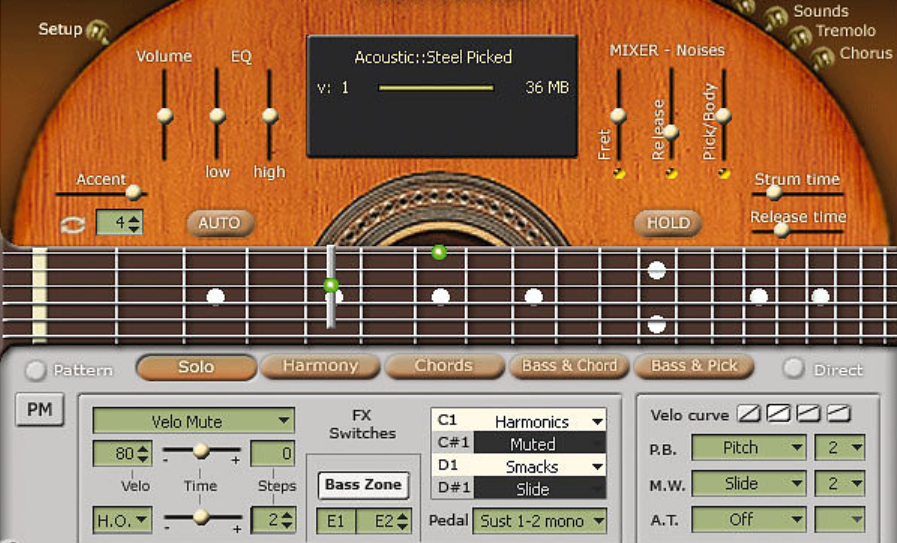 Setup
Sounds
Tremolo
Chorus
Volume
EQ
low
high
Acoustic::Steel Picked
v: 1
36 MB
MIXER - Noises
Fret
Release
Pick/Body
Accent
4
AUTO
HOLD
Strum time
Release time
Pattern
Solo
Harmony
Chords
Bass & Chord
Bass & Pick
Direct
PM
Velo Mute
80
- +
0
Velo
Time
Steps
H.O.
- +
2
FX
Switches
Bass Zone
E1
E2
C1 Harmonics
C#1 Muted
D1 Smacks
D#1 Slide
Pedal Sust 1-2 mono
Velo curve
P.B. Pitch 2
M.W. Slide 2
A.T. Off